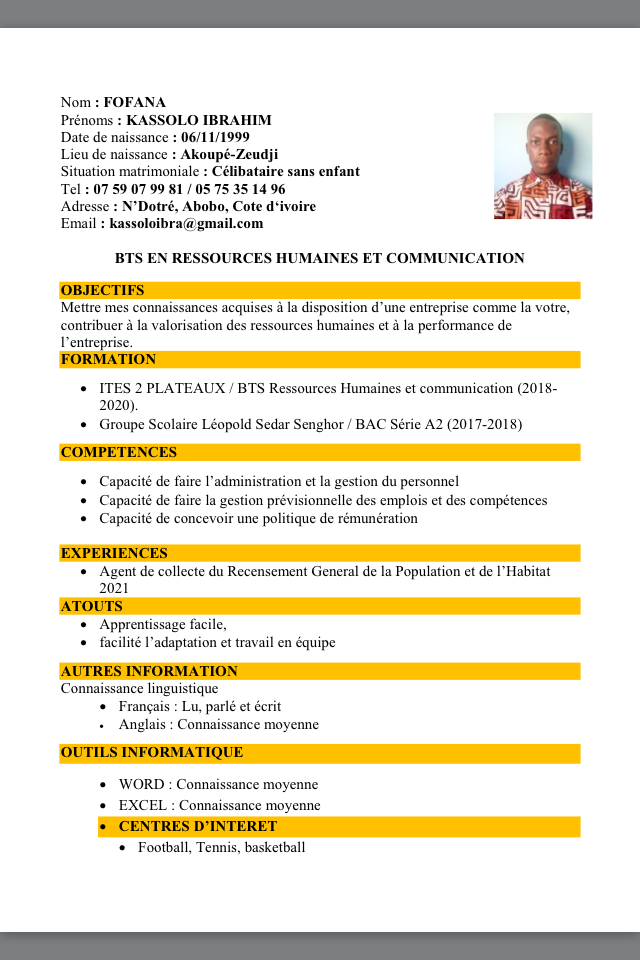 Nom : FOFANA
Prénoms : KASSOLO IBRAHIM
Date de naissance : 06/11/1999
Lieu de naissance : Akoupé-Zeudji
Situation matrimoniale : Célibataire sans enfant
Tel : 07 59 07 99 81 / 05 75 35 14 96
Adresse : N’Dotré, Abobo, Cote d‘ivoire
Email : kassoloibra@gmail.com
BTS EN RESSOURCES HUMAINES ET COMMUNICATION
OBJECTIFS
Mettre mes connaissances acquises à la disposition d’une entreprise comme la votre,
contribuer à la valorisation des ressources humaines et à la performance de
l’entreprise.
FORMATION
• ITES 2 PLATEAUX / BTS Ressources Humaines et communication (2018-
2020).
• Groupe Scolaire Léopold Sedar Senghor / BAC Série A2 (2017-2018)
COMPETENCES
• Capacité de faire l’administration et la gestion du personnel
• Capacité de faire la gestion prévisionnelle des emplois et des compétences
• Capacité de concevoir une politique de rémunération
EXPERIENCES
• Agent de collecte du Recensement General de la Population et de l’Habitat
2021
ATOUTS
• Apprentissage facile,
• facilité l’adaptation et travail en équipe
AUTRES INFORMATION
Connaissance linguistique
• Français : Lu, parlé et écrit
• Anglais : Connaissance moyenne
OUTILS INFORMATIQUE
• WORD : Connaissance moyenne
• EXCEL : Connaissance moyenne
• CENTRES D’INTERET
• Football, Tennis, basketball